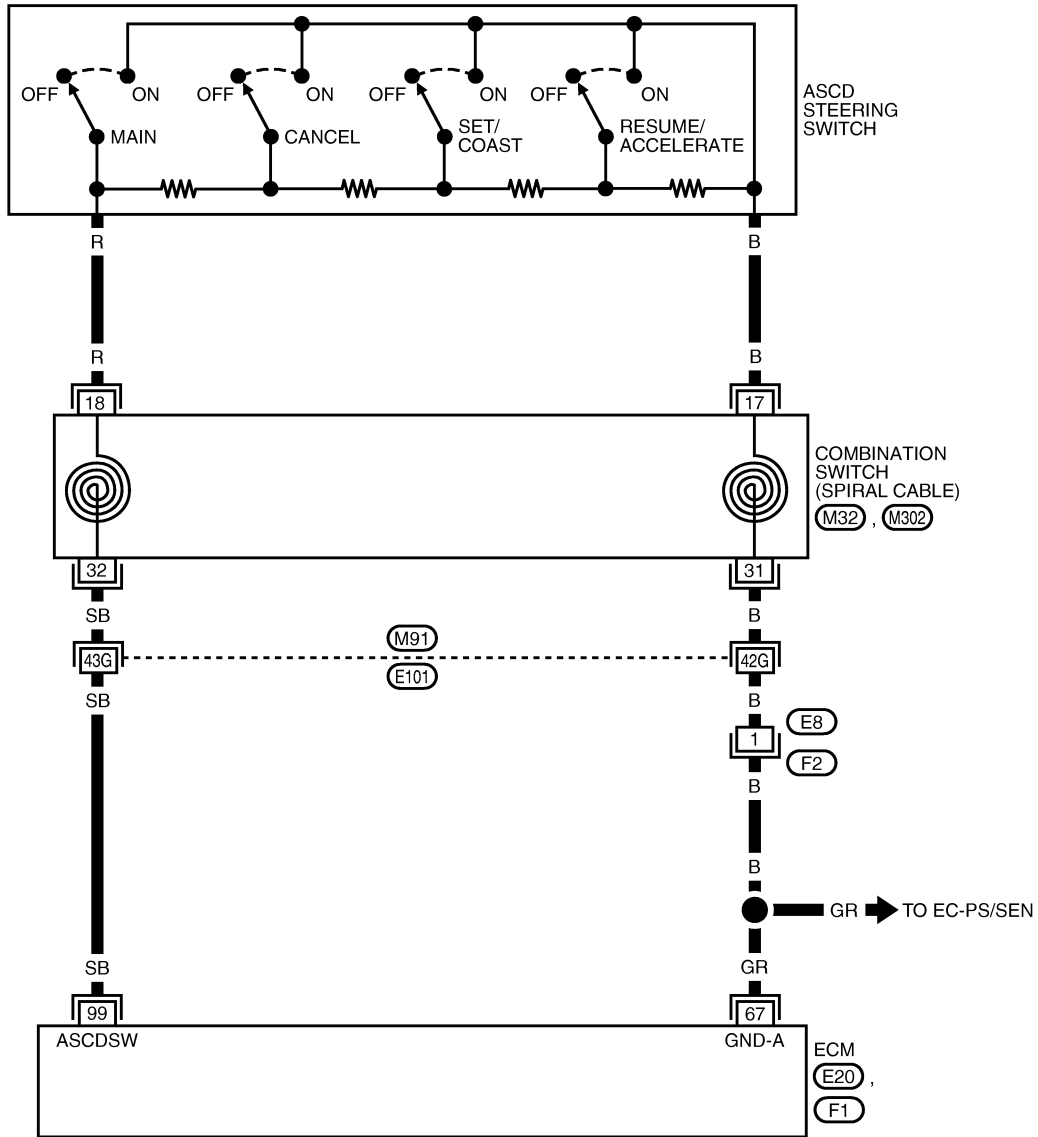 OFF ON OFF ON OFF ON OFF ON
MAIN CANCEL SET/ RESUME/
COAST ACCELERATE
ASCD
STEERING
SWITCH
R B
R B
18 17
COMBINATION
SWITCH
(SPIRAL CABLE)
M32 , M302
32 31
SB B
M91
43G 42G
E101
SB B
E8
1
F2
B
B
GR TO EC-PS/SEN
SB GR
99 67
ASCDSW GND-A
ECM
E20 ,
F1